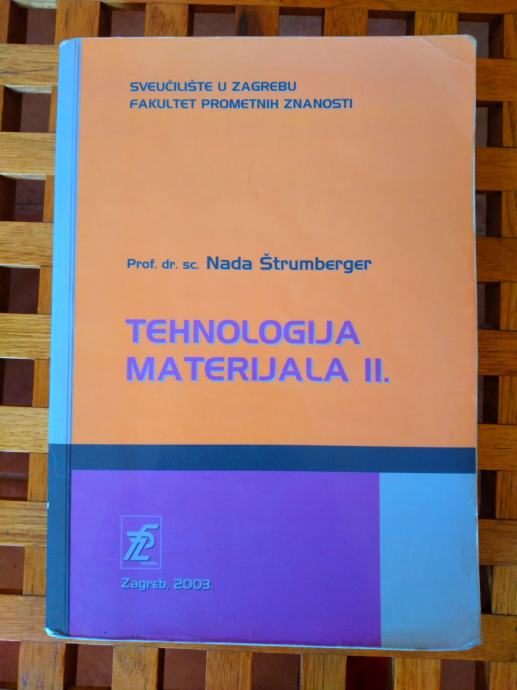 SVEUČILIŠTE U ZAGREBU
FAKULTET PROMETNIH ZNANOSTI
Prof. dr. sc. Nada Štrumberger
TEHNOLOGIJA
MATERIJALA II.
Zagreb, 2003.